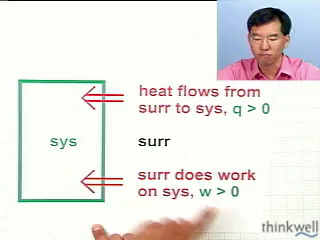 heat flows from
surr to sys, q > 0
sys
surr
surr does work
on sys, w > 0
thinkwell